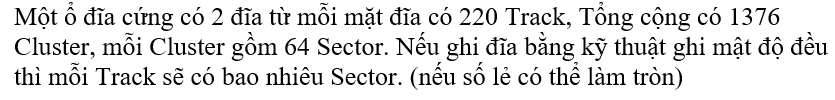 Một ổ đĩa cứng có 2 đĩa từ mỗi mặt đĩa có 220 Track, Tổng cộng có 1376
Cluster, mỗi Cluster gồm 64 Sector. Nếu ghi đĩa bằng kỹ thuật ghi mật độ đều
thì mỗi Track sẽ có bao nhiêu Sector. (nếu số lẻ có thể làm tròn)